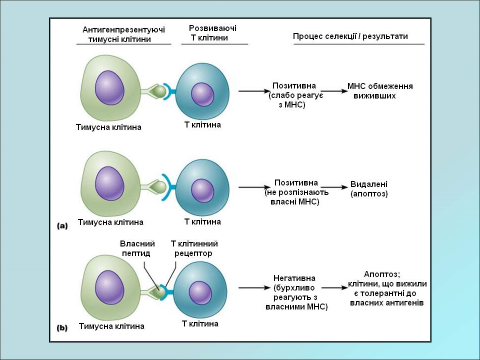 Антигенпрезентуючі
тимусні клітини
Розвиваючі
Т клітини
Процес селекції / результати
Позитивна
(слабо реагує
з МНС)
МНС обмеження
виживших
Тимусна клітина
Т клітина
Позитивна
(не розпізнають
власні МНС)
Видалені
(апоптоз)
(a)
Тимусна клітина
Т клітина
Власний
пептид
Т клітинний
рецептор
Негативна
(бурхливо
реагують з
власними МНС)
Апоптоз;
клітини, що вижили
є толерантні до
власних антигенів
(b)
Тимусна клітина
Т клітина